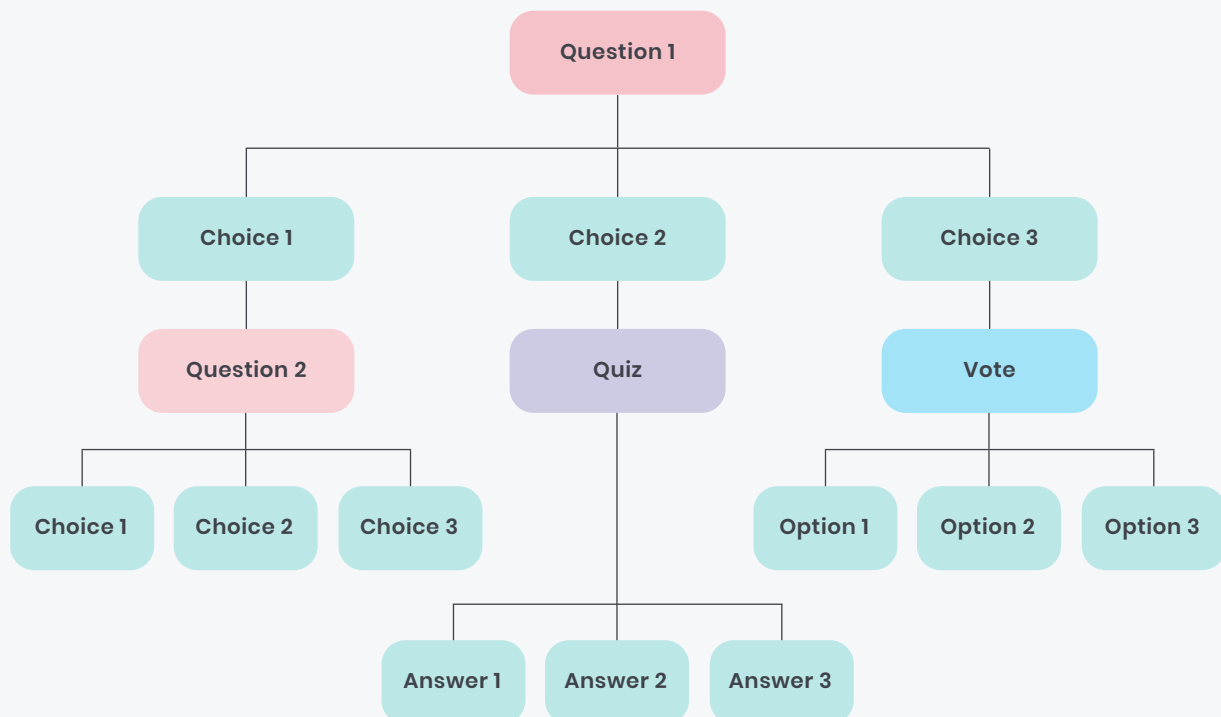 Question 1
Choice 1
Choice 2
Choice 3
Question 2
Quiz
Vote
Choice 1
Choice 2
Choice 3
Option 1
Option 2
Option 3
Answer 1
Answer 2
Answer 3